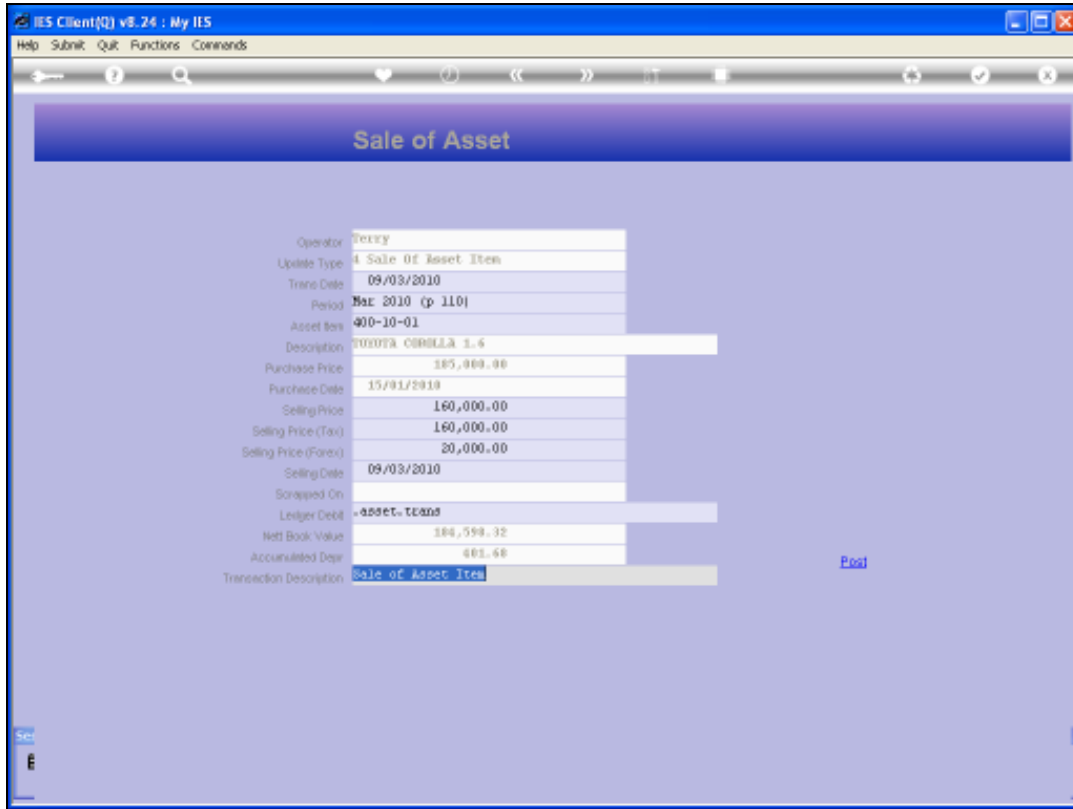 IES Client(Q) v8.24 : My IES
Help Submit Quit Functions Commands
Sale of Asset
Operator Terry
Update Type 4 Sale Of Asset Item
Trans Date 09/03/2010
Period Mar 2010 (p 110)
Asset Item 400-10-01
Description TOYOTA COROLLA 1.6
Purchase Price 185,000.00
Purchase Date 15/01/2010
Selling Price 160,000.00
Selling Price (Tax) 160,000.00
Selling Price (Forex) 20,000.00
Selling Date 09/03/2010
Scrapped On
Ledger Debit .asset.trans
Nett Book Value 184,598.32
Accumulated Depr 401.68
Post
Transaction Description Sale of Asset Item
Ses